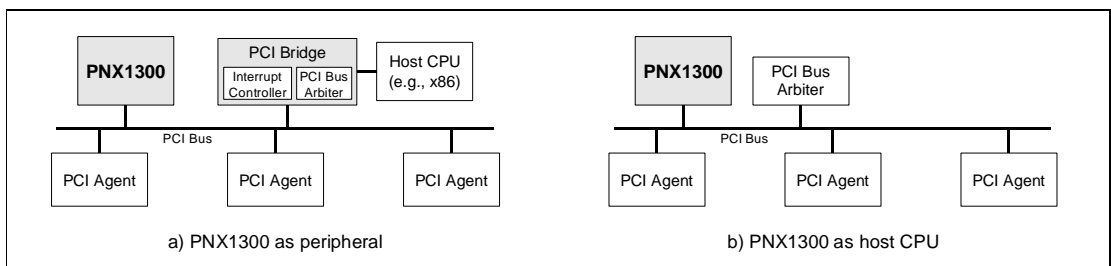 PNX1300
PCI Bridge
Interrupt
Controller
PCI Bus
Arbiter
Host CPU
(e.g., x86)
PCI Bus
PCI Agent
PCI Agent
PCI Agent
a) PNX1300 as peripheral
PNX1300
PCI Bus
Arbiter
PCI Bus
PCI Agent
PCI Agent
PCI Agent
b) PNX1300 as host CPU